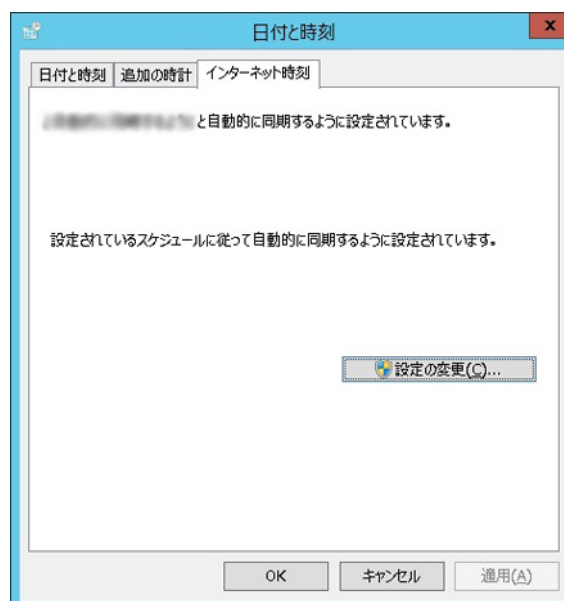 日付と時刻
日付と時刻 追加の時計 インターネット時刻
と自動的に同期するように設定されています。
設定されているスケジュールに従って自動的に同期するように設定されています。
設定の変更(C)...
OK キャンセル 適用(A)